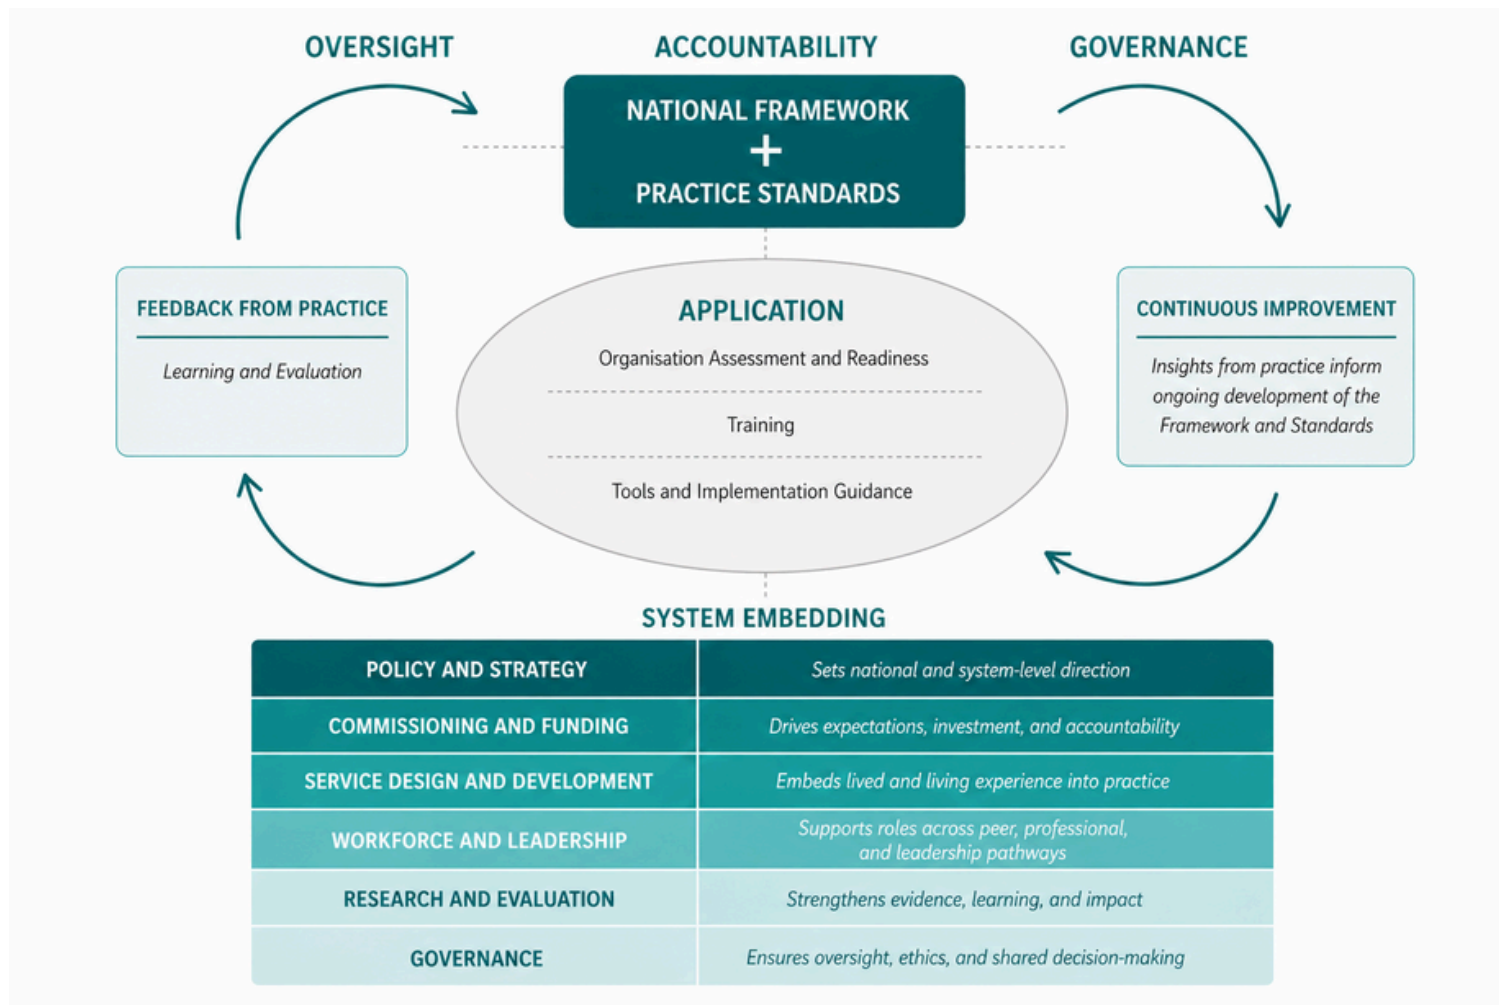 OVERSIGHT
ACCOUNTABILITY
GOVERNANCE
NATIONAL FRAMEWORK
+
PRACTICE STANDARDS
FEEDBACK FROM PRACTICE
Learning and Evaluation
APPLICATION
Organisation Assessment and Readiness
Training
Tools and Implementation Guidance
CONTINUOUS IMPROVEMENT
Insights from practice inform
ongoing development of the
Framework and Standards
SYSTEM EMBEDDING
POLICY AND STRATEGY
Sets national and system-level direction
COMMISSIONING AND FUNDING
Drives expectations, investment, and accountability
SERVICE DESIGN AND DEVELOPMENT
Embeds lived and living experience into practice
WORKFORCE AND LEADERSHIP
Supports roles across peer, professional,
and leadership pathways
RESEARCH AND EVALUATION
Strengthens evidence, learning, and impact
GOVERNANCE
Ensures oversight, ethics, and shared decision-making